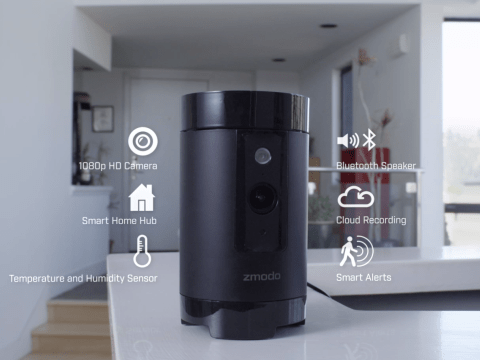 zmodo
1080p HD Camera
Smart Home Hub
Temperature and Humidity Sensor
Bluetooth Speaker
Cloud Recording
Smart Alerts